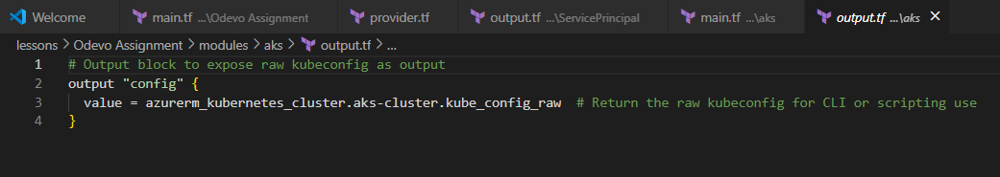 Welcome main.tf ...\Odevo Assignment provider.tf output.tf ...\ServicePrincipal main.tf ...\aks output.tf ...\aks
lessons > Odevo Assignment > modules > aks > output.tf > ...
1 # Output block to expose raw kubeconfig as output
2 output "config" {
3 value = azurerm_kubernetes_cluster.aks-cluster.kube_config_raw # Return the raw kubeconfig for CLI or scripting use
4 }